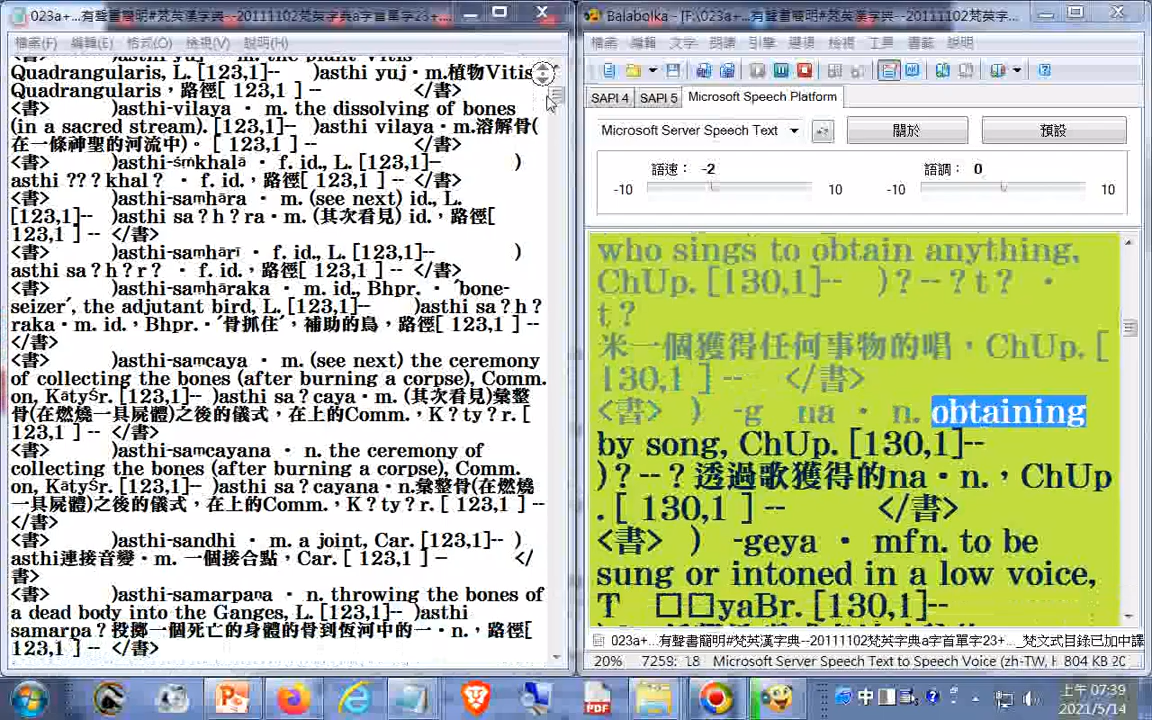 023a+...有聲書簡明#梵英漢字典--20111102梵英字典a字首單字23+...
檔案(F) 編輯(E) 格式(O) 檢視(V) 說明(H)
Quadrangularis, L. [123,1]-- )asthi yuj · m.植物Vitis
Quadrangularis，路徑[ 123,1 ] -- </書>
<書> )asthi-vilaya · m. the dissolving of bones
(in a sacred stream). [123,1]-- )asthi vilaya · m.溶解骨(
在一條神聖的河流中)。 [ 123,1 ] -- </書>
<書> )asthi-śṁkhalā · f. id., L. [123,1]-- )
asthi ???khal? · f. id.，路徑[ 123,1 ] -- </書>
<書> )asthi-saṃhāra · m. (see next) id., L.
[123,1]-- )asthi sa?h?ra · m. (其次看見) id.，路徑[
123,1 ] -- </書>
<書> )asthi-saṃhārī · f. id., L. [123,1]-- )
asthi sa?h?r? · f. id.，路徑[ 123,1 ] -- </書>
<書> )asthi-saṃhāraka · m. id., Bhpr. · 'bone-
seizer', the adjutant bird, L. [123,1]-- )asthi sa?h?
raka · m. id.，Bhpr. · '骨抓住'，補助的鳥，路徑[ 123,1 ] --
</書>
<書> )asthi-saṃcaya · m. (see next) the ceremony
of collecting the bones (after burning a corpse), Comm.
on, Kātyśr. [123,1]-- )asthi sa?caya · m. (其次看見)彙整
骨(在燃燒一具屍體)之後的儀式，在上的Comm.，K?ty?r. [
123,1 ] -- </書>
<書> )asthi-saṃcayana · n. the ceremony of
collecting the bones (after burning a corpse), Comm.
on, Kātyśr. [123,1]-- )asthi sa?cayana · n.彙整骨(在燃燒
一具屍體)之後的儀式，在上的Comm.，K?ty?r. [ 123,1 ] --
</書>
<書> )asthi-sandhi · m. a joint, Car. [ 123,1]-- )
asthi連接音變 · m. 一個接合點，Car. [ 123,1 ] -- </
書>
<書> )asthi-samarpaṇa · n. throwing the bones of
a dead body into the Ganges, L. [123,1]-- )asthi
samarpa?投擲一個死亡的身體的骨到恆河中的一 · n.，路徑[
123,1 ] -- </書>
Balabolka - [F:\023a+...有聲書簡明#梵英漢字典--20111102梵英字...
檔案 編輯 文字 朗讀 引擎 選項 檢視 工具 書籤 說明
SAPI 4 SAPI 5 Microsoft Speech Platform
Microsoft Server Speech Text 關於 預設
語速： -2 語調： 0
-10 10 -10 10
who sings to obtain anything,
ChUp. [130,1]-- )?--?t? ·
t?
米一個獲得任何事物的唱，ChUp. [
130,1 ] -- </書>
<書> ) -g na · n. obtaining
by song, ChUp. [130,1]--
)?--?透過歌獲得的na · n.，ChUp
. [ 130,1 ] -- </書>
<書> ) -geya · mfn. to be
sung or intoned in a low voice,
T □□yaBr. [130,1]--
023a+...有聲書簡明#梵英漢字典--20111102梵英字典a字首單字23+..._梵文式目錄已加中譯
20% 7259: 18 Microsoft Server Speech Text to Speech Voice (zh-TW, H 804 KB 20
中
上午 07:39
2021/5/14